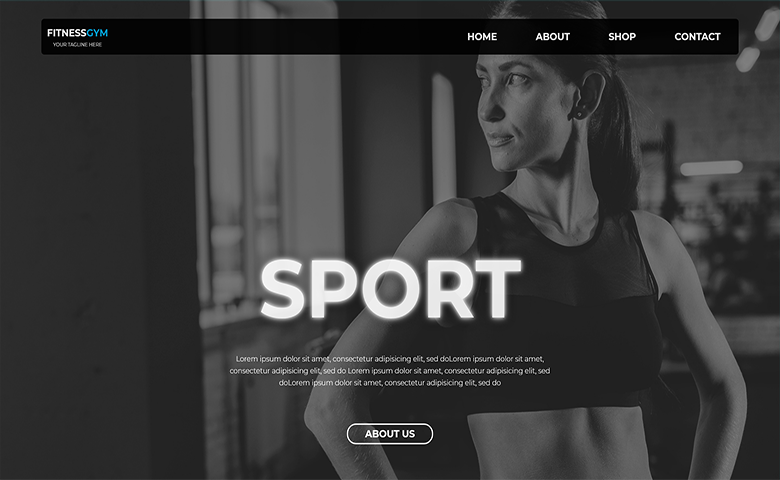 FITNESSGYM
YOUR TAGLINE HERE
HOME ABOUT SHOP CONTACT
SPORT
Lorem ipsum dolor sit amet, consectetur adipisicing elit, sed doLorem ipsum dolor sit amet,
consectetur adipisicing elit, sed do Lorem ipsum dolor sit amet, consectetur adipisicing elit, sed
doLorem ipsum dolor sit amet, consectetur adipisicing elit, sed do
ABOUT US